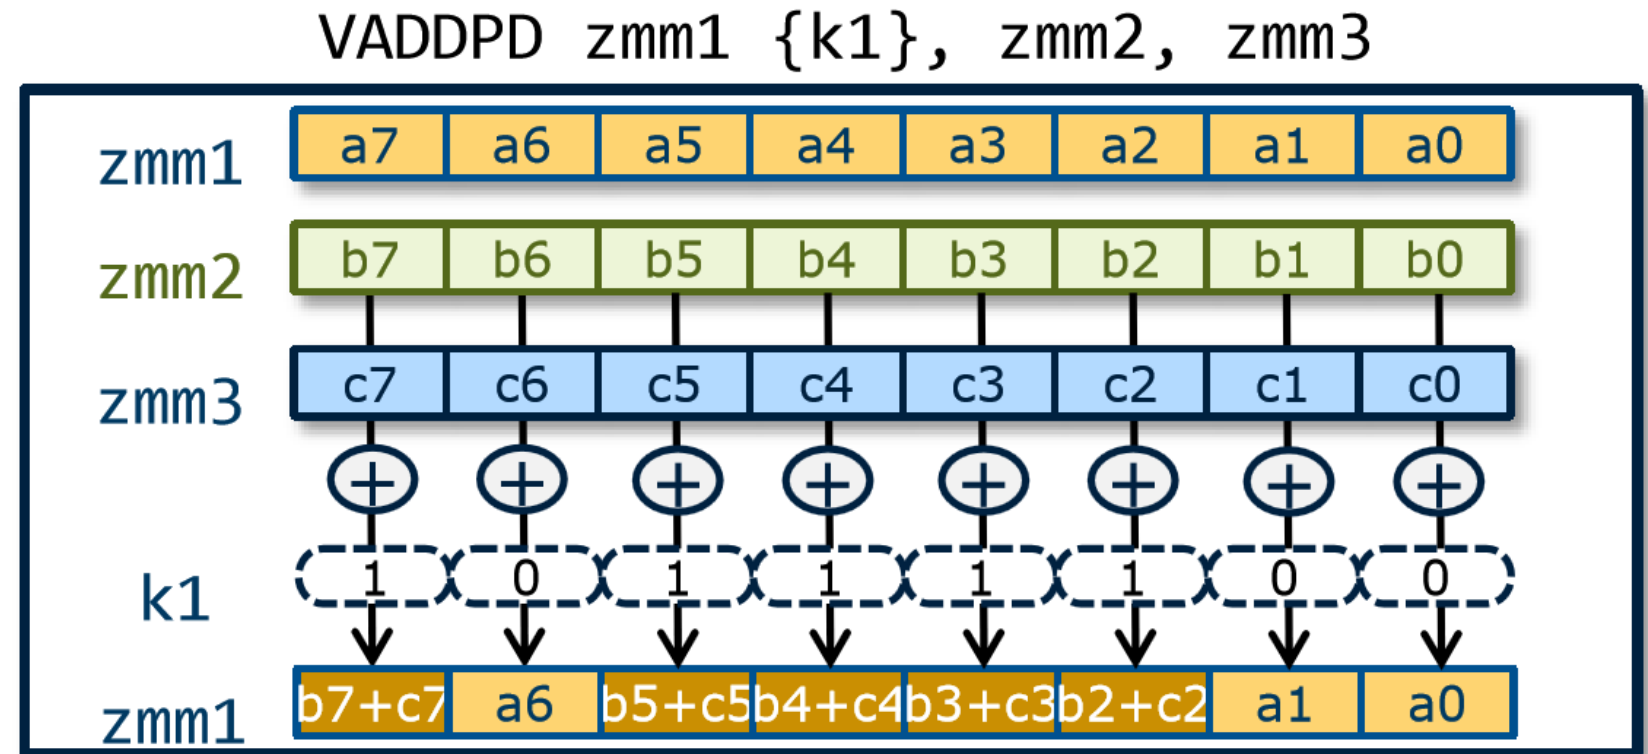 VADDPD zmm1 {k1}, zmm2, zmm3
zmm1 a7 a6 a5 a4 a3 a2 a1 a0
zmm2 b7 b6 b5 b4 b3 b2 b1 b0
zmm3 c7 c6 c5 c4 c3 c2 c1 c0
+ + + + + + + +
k1 1 0 1 1 1 1 0 0
zmm1 b7+c7 a6 b5+c5 b4+c4 b3+c3 b2+c2 a1 a0